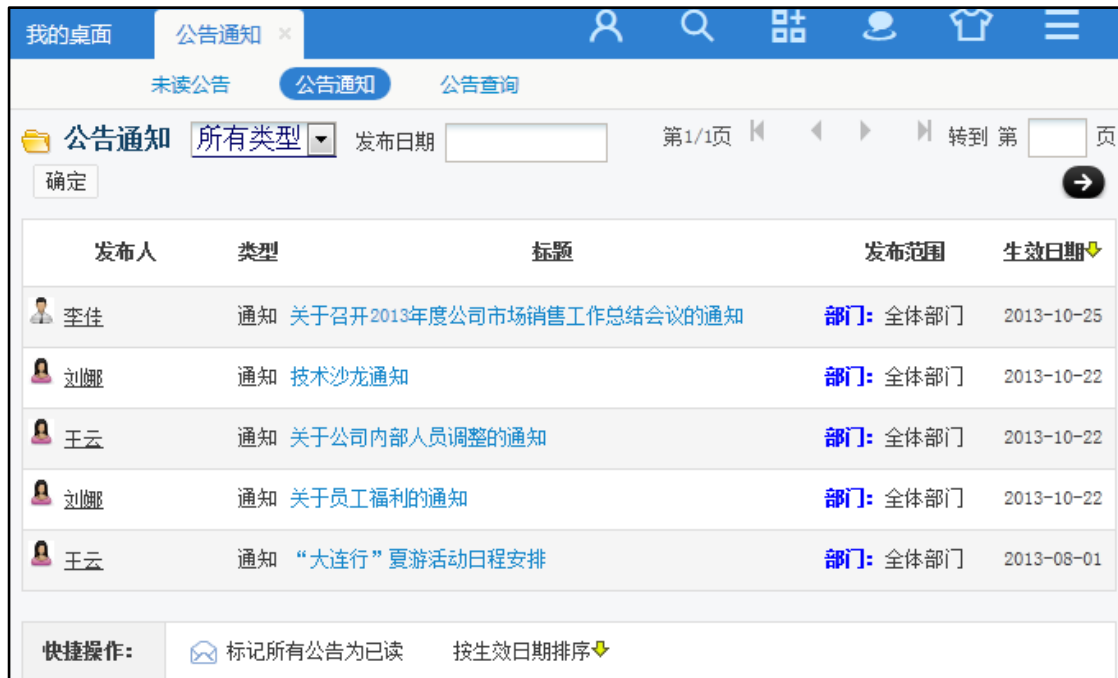 我的桌面 公告通知 ×
未读公告 公告通知 公告查询
公告通知 所有类型 发布日期 第1/1页 转到 第 页
确定
发布人 类型 标题 发布范围 生效日期
李佳 通知 关于召开2013年度公司市场销售工作总结会议的通知 部门：全体部门 2013-10-25
刘娜 通知 技术沙龙通知 部门：全体部门 2013-10-22
王云 通知 关于公司内部人员调整的通知 部门：全体部门 2013-10-22
刘娜 通知 关于员工福利的通知 部门：全体部门 2013-10-22
王云 通知 “大连行”夏游活动日程安排 部门：全体部门 2013-08-01
快捷操作： 标记所有公告为已读 按生效日期排序